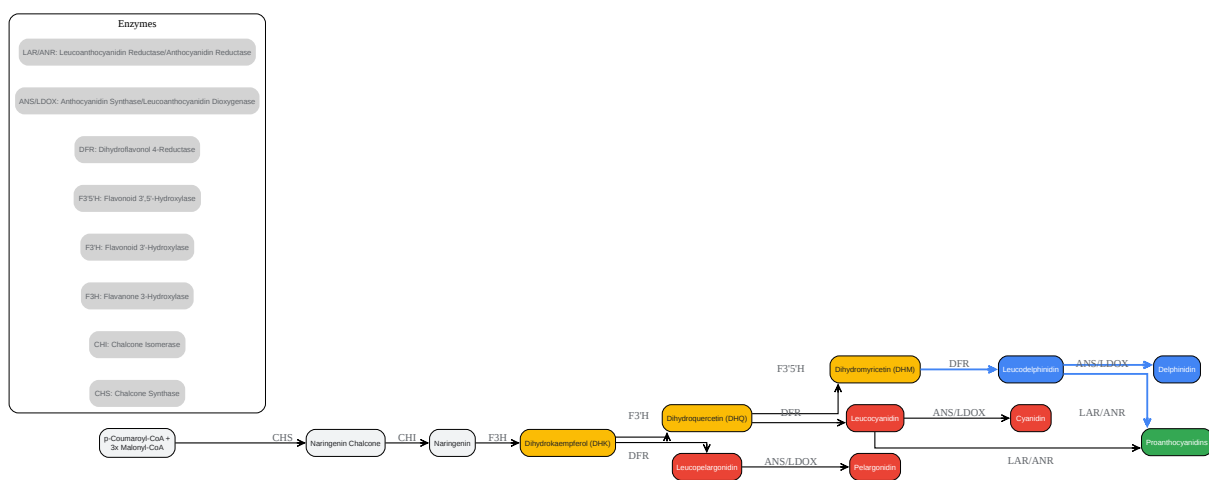 Enzymes
LAR/ANR: Leucoanthocyanidin Reductase/Anthocyanidin Reductase
ANS/LDOX: Anthocyanidin Synthase/Leucoanthocyanidin Dioxygenase
DFR: Dihydroflavonol 4-Reductase
F3'5'H: Flavonoid 3',5'-Hydroxylase
F3'H: Flavonoid 3'-Hydroxylase
F3H: Flavanone 3-Hydroxylase
CHI: Chalcone Isomerase
CHS: Chalcone Synthase
p-Coumaroyl-CoA +
3x Malonyl-CoA
CHS
Naringenin Chalcone
CHI
Naringenin
F3H
Dihydrokaempferol (DHK)
F3'H
DFR
Dihydroquercetin (DHQ)
Leucopelargonidin
F3'5'H
DFR
ANS/LDOX
Dihydromyricetin (DHM)
Leucocyanidin
Pelargonidin
DFR
ANS/LDOX
Leucodelphinidin
Cyanidin
LAR/ANR
ANS/LDOX
LAR/ANR
Delphinidin
Proanthocyanidins